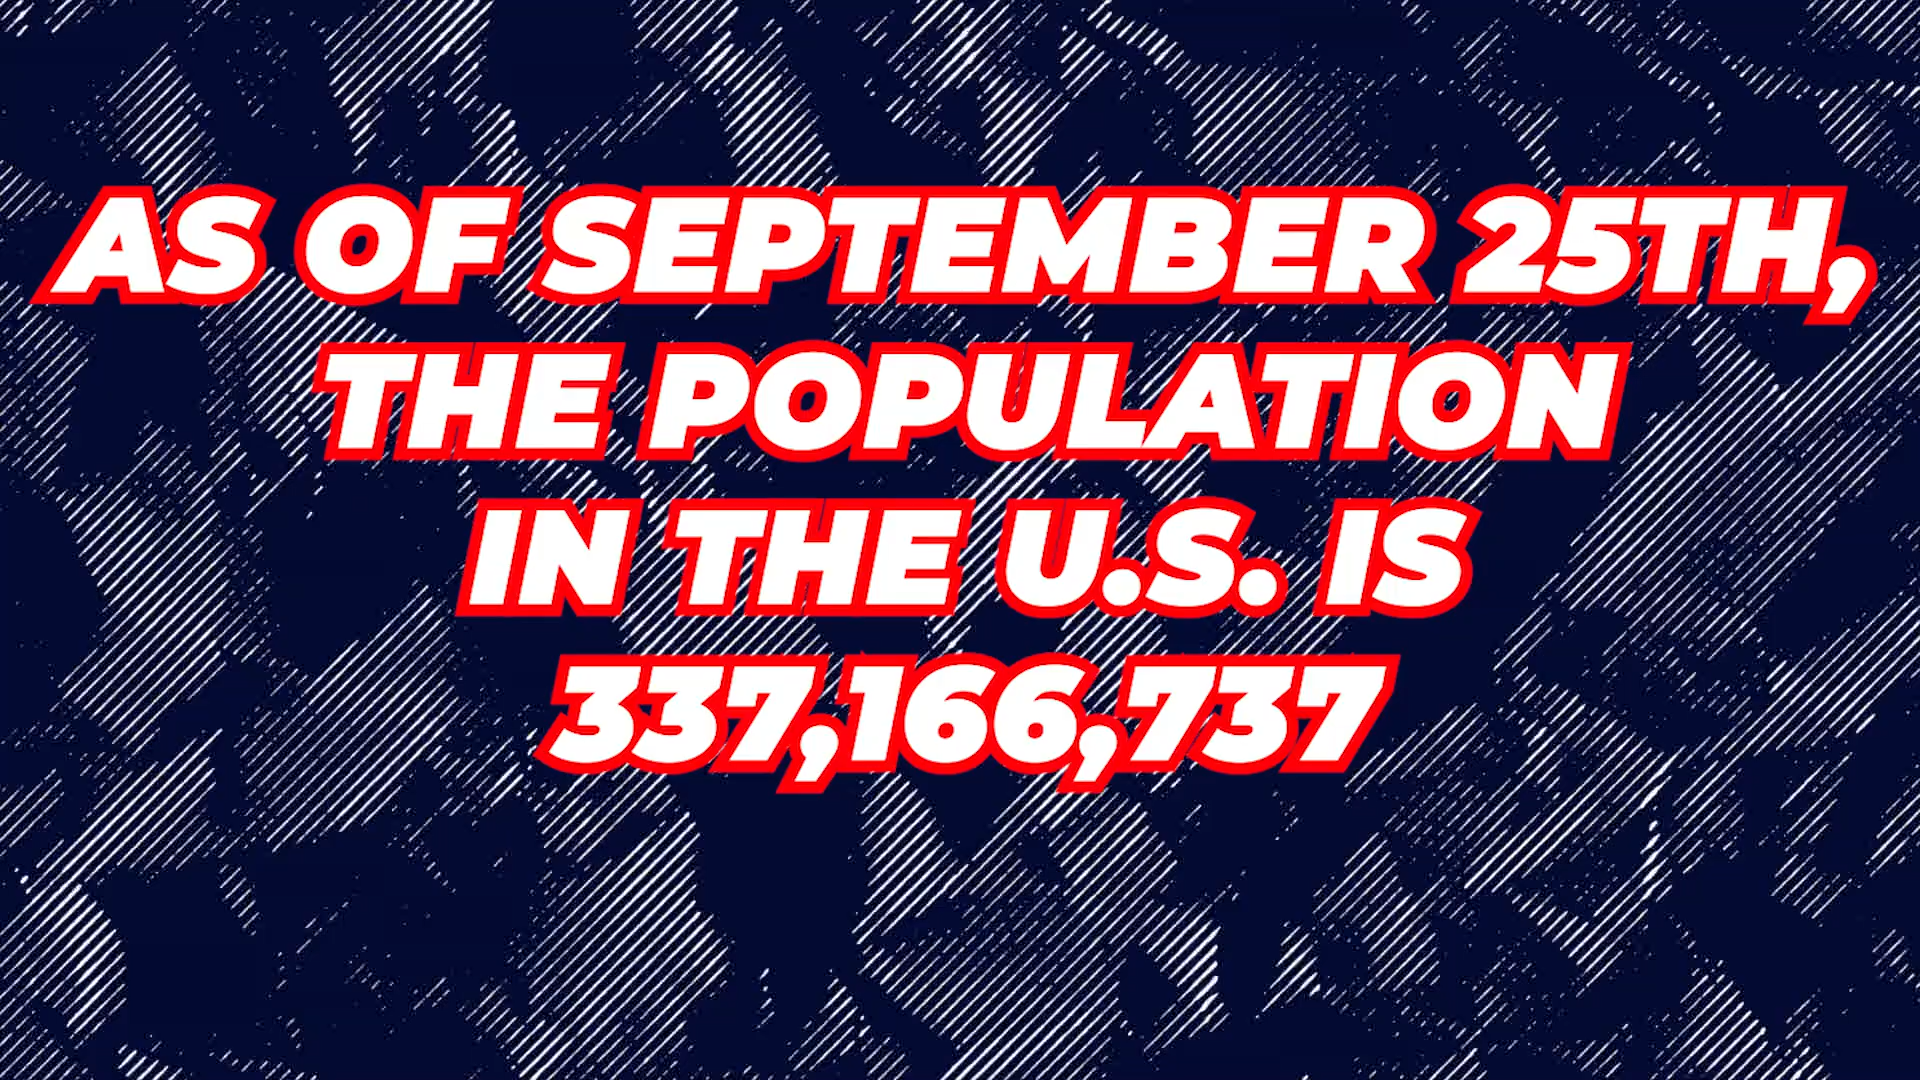 AS OF SEPTEMBER 25TH,
THE POPULATION
IN THE U.S. IS
337,166,737